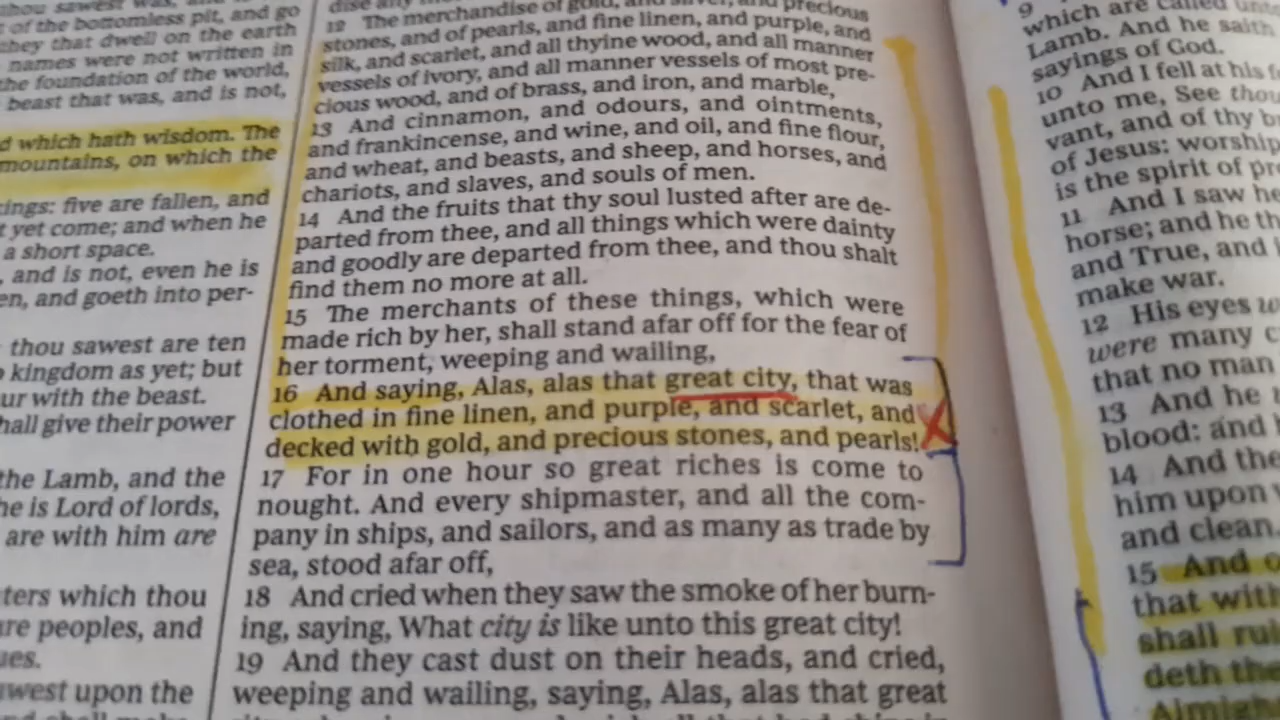 of the bottomless pit, and go
they that dwell on the earth
names were not written in
the foundation of the world,
beast that was, and is not,
which hath wisdom. The
mountains, on which the
kings: five are fallen, and
yet come; and when he
a short space.
, and is not, even he is
and goeth into per-
thou sawest are ten
kingdom as yet; but
with the beast.
shall give their power
the Lamb, and the
he is Lord of lords,
are with him are
which thou
are peoples, and
sawest upon the
12 The merchandise of gold, and silver, and precious
stones, and of pearls, and fine linen, and purple, and
silk, and scarlet, and all thyine wood, and all manner
vessels of ivory, and all manner vessels of most pre-
cious wood, and of brass, and iron, and marble,
13 And cinnamon, and odours, and ointments,
and frankincense, and wine, and oil, and fine flour,
and wheat, and beasts, and sheep, and horses, and
chariots, and slaves, and souls of men.
14 And the fruits that thy soul lusted after are de-
parted from thee, and all things which were dainty
and goodly are departed from thee, and thou shalt
find them no more at all.
15 The merchants of these things, which were
made rich by her, shall stand afar off for the fear of
her torment, weeping and wailing,
16 And saying, Alas, alas that great city, that was
clothed in fine linen, and purple, and scarlet, and
decked with gold, and precious stones, and pearls!
17 For in one hour so great riches is come to
nought. And every shipmaster, and all the com-
pany in ships, and sailors, and as many as trade by
sea, stood afar off,
18 And cried when they saw the smoke of her burn-
ing, saying, What city is like unto this great city!
19 And they cast dust on their heads, and cried,
weeping and wailing, saying, Alas, alas that great
9
which are called
Lamb. And he saith
sayings of God.
10 And I fell at his
unto me, See thou
vant, and of thy
of Jesus: worship
is the spirit of
11 And I saw
horse; and he
and True, and
make war.
12 His eyes
were many
that no man
13 And he
blood: and
14 And the
him upon
and clean.
15 And
that with
shall